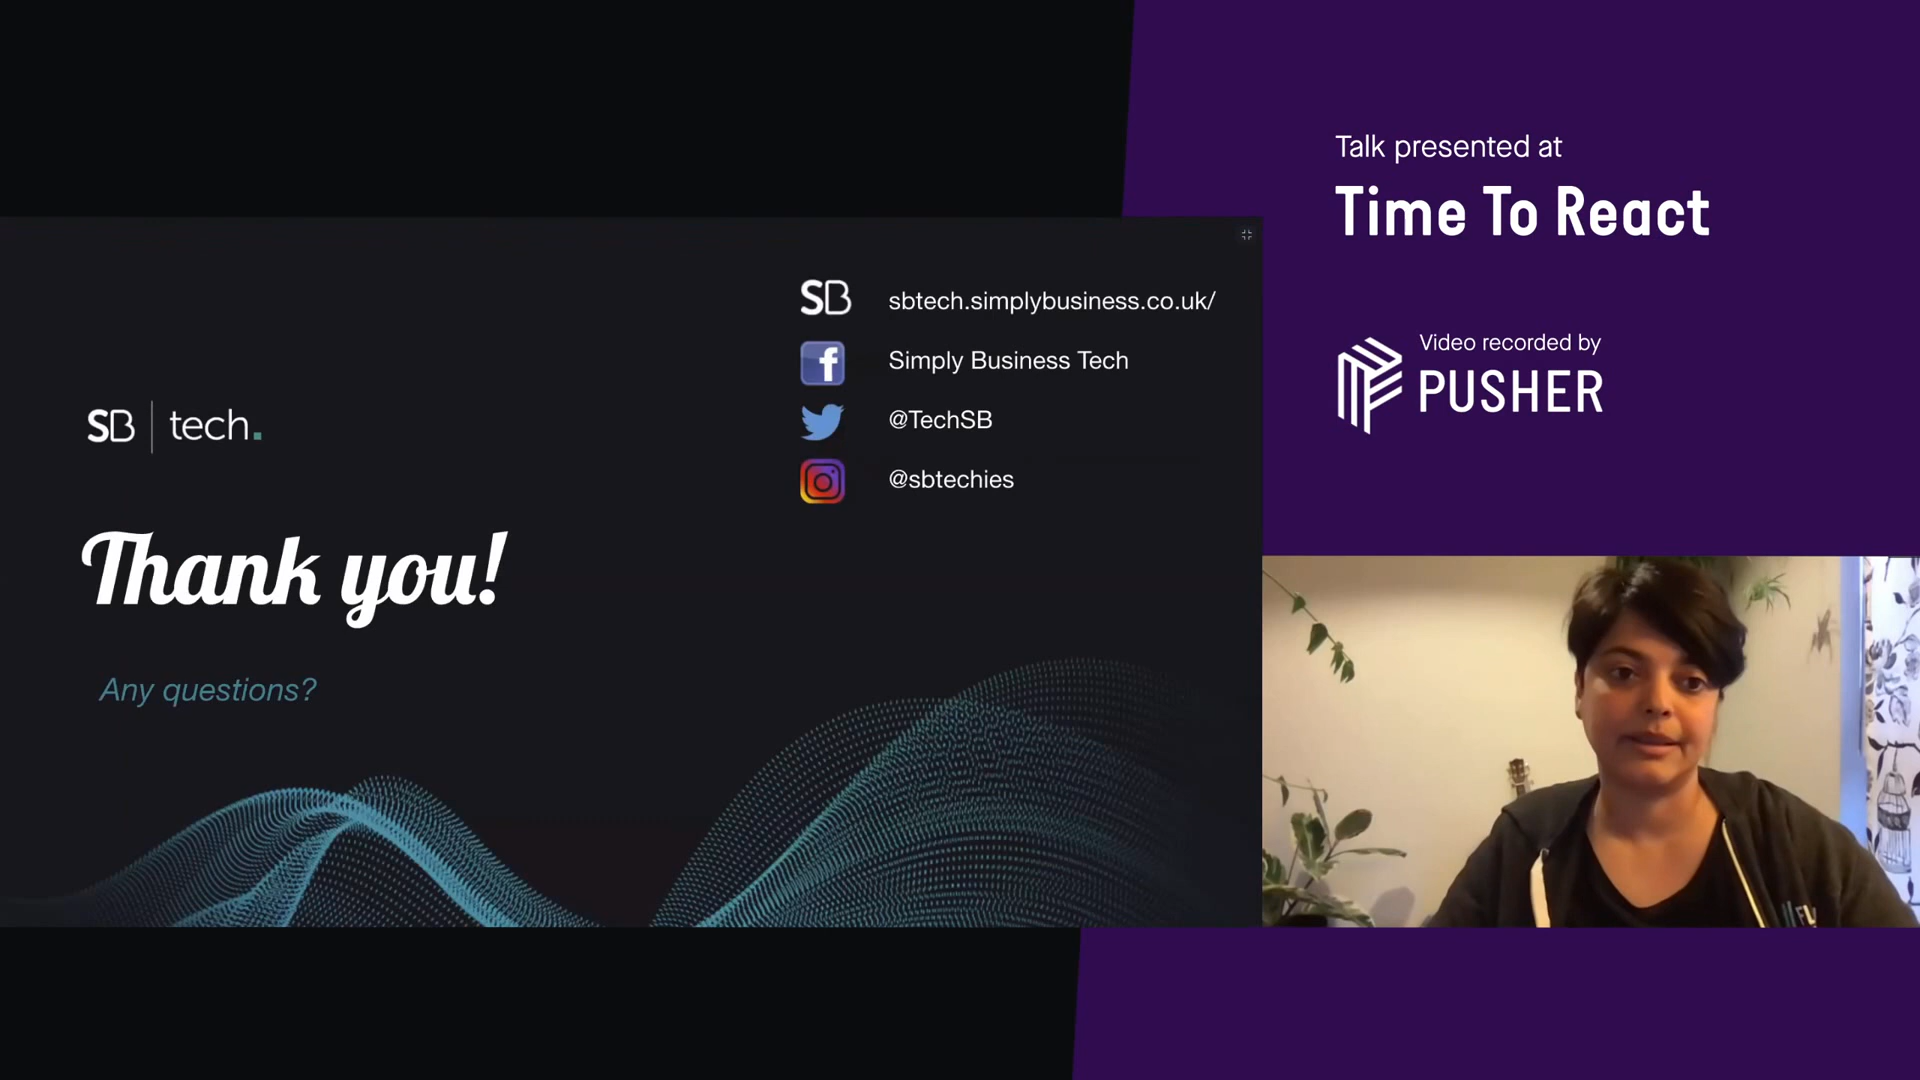 SB
sbtech.simplybusiness.co.uk/
Simply Business Tech
@TechSB
@sbtechies
SB | tech.
Thank you!
Any questions?
Talk presented at
Time To React
Video recorded by
PUSHER